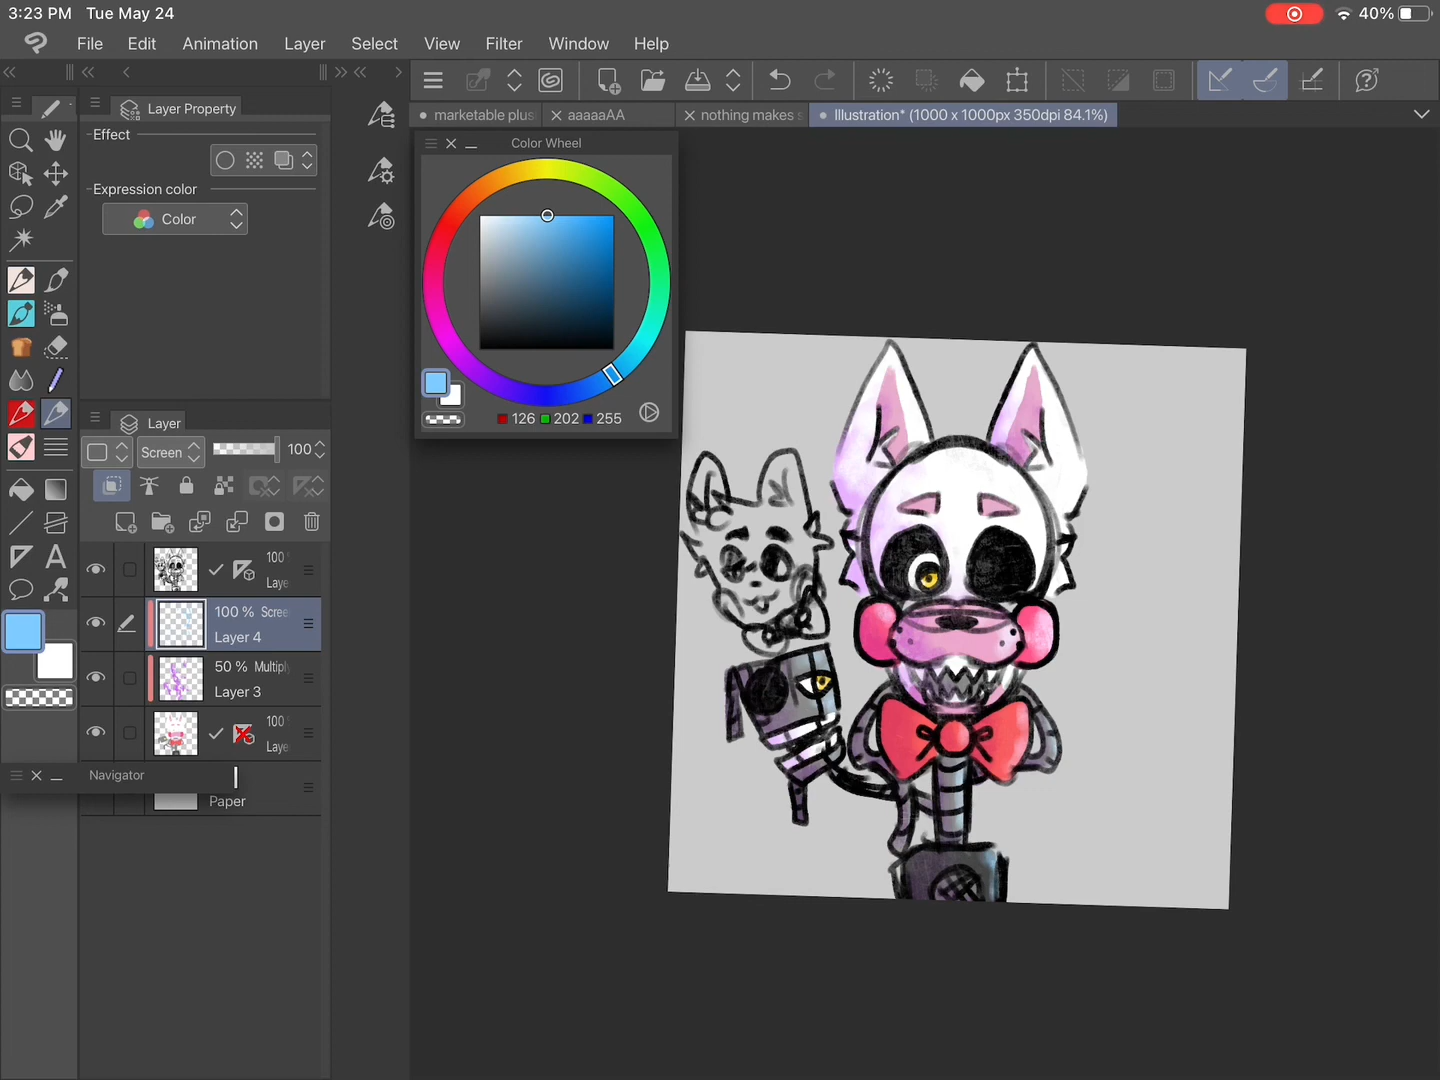 3:23 PM Tue May 24
40%
File Edit Animation Layer Select View Filter Window Help
Layer Property
marketable plus
aaaaaAA
nothing makes s
Illustration* (1000 x 1000px 350dpi 84.1%)
Effect
Color Wheel
Expression color
Color
126 202 255
Layer
Screen 100
100
Laye
100 % Scree
Layer 4
50 % Multiply
Layer 3
100
Laye
Navigator
Paper